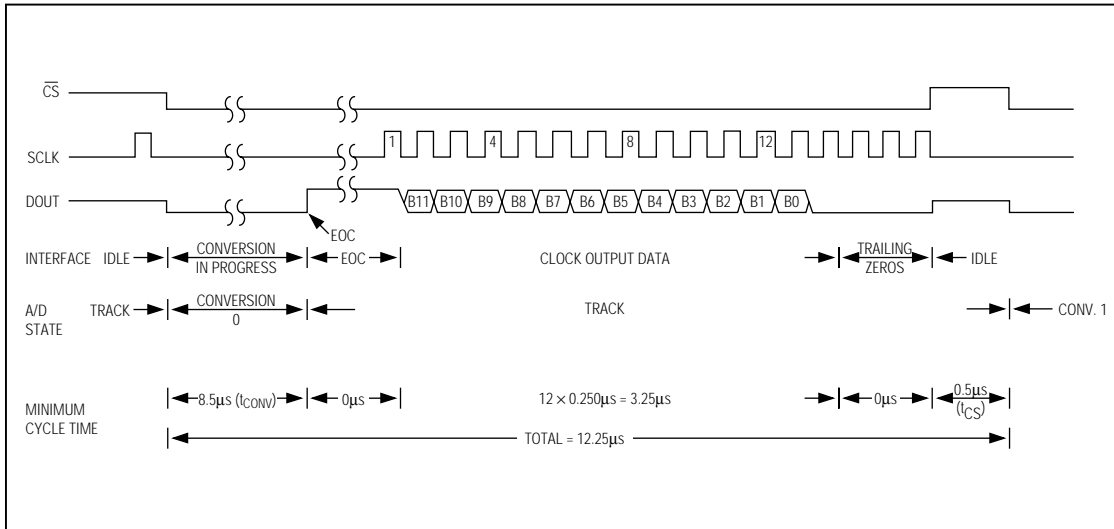 CS
SCLK
1 4 8 12
DOUT
B11 B10 B9 B8 B7 B6 B5 B4 B3 B2 B1 B0
EOC
INTERFACE IDLE CONVERSION IN PROGRESS EOC CLOCK OUTPUT DATA TRAILING ZEROS IDLE
A/D STATE TRACK CONVERSION 0 TRACK CONV. 1
MINIMUM CYCLE TIME 8.5µs (tCONV) 0µs 12 × 0.250µs = 3.25µs 0µs 0.5µs (tCS)
TOTAL = 12.25µs